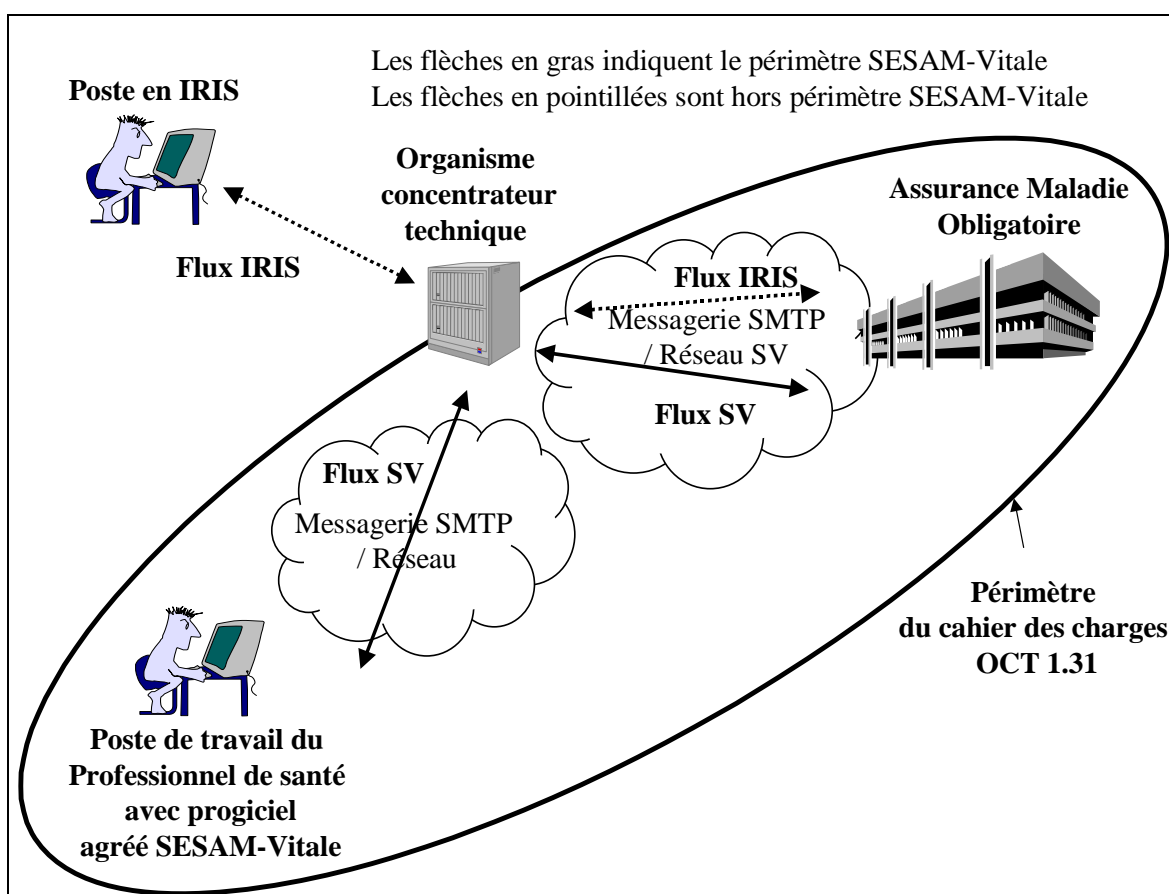 Les flèches en gras indiquent le périmètre SESAM-Vitale
Les flèches en pointillées sont hors périmètre SESAM-Vitale
Poste en IRIS
Organisme
concentrateur
technique
Assurance Maladie
Obligatoire
Flux IRIS
Flux IRIS
Messagerie SMTP
/ Réseau SV
Flux SV
Flux SV
Messagerie SMTP
/ Réseau
Périmètre
du cahier des charges
OCT 1.31
Poste de travail du
Professionnel de santé
avec progiciel
agréé SESAM-Vitale